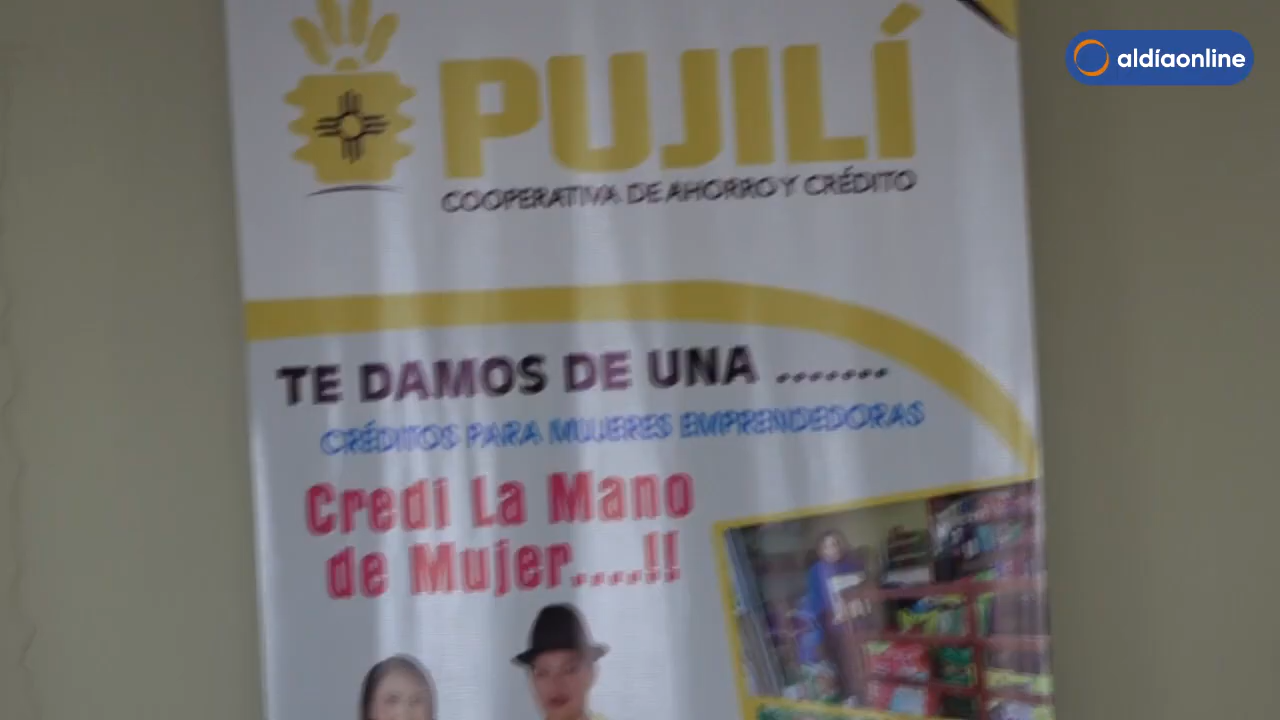 aldíaonline
PUJILÍ
COOPERATIVA DE AHORRO Y CRÉDITO
TE DAMOS DE UNA .......
CRÉDITOS PARA MUJERES EMPRENDEDORAS
Credi La Mano
de Mujer....!!